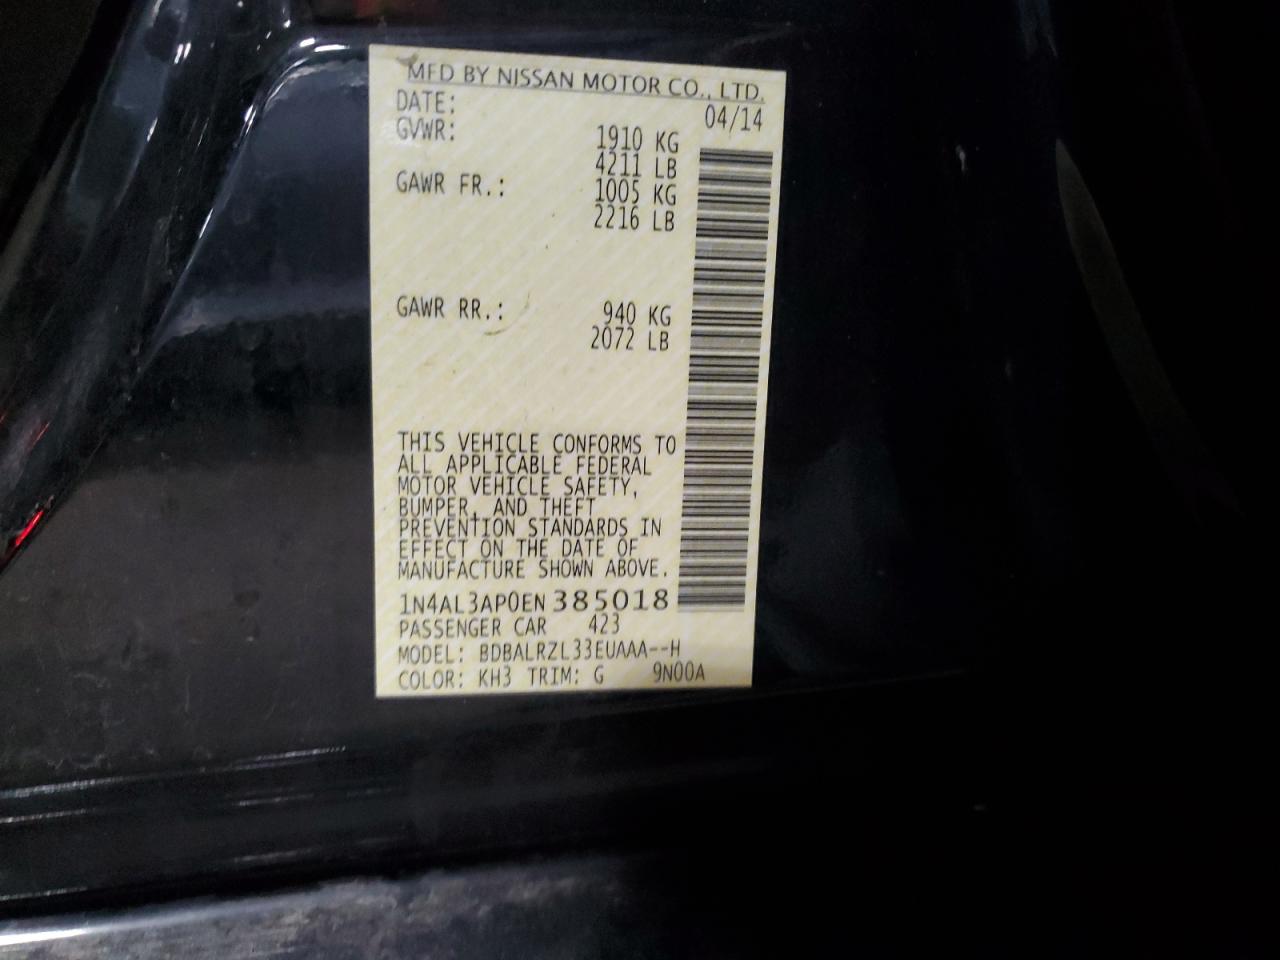 MFD BY NISSAN MOTOR CO., LTD.
DATE: 04/14
GVWR: 1910 KG
4211 LB
GAWR FR.: 1005 KG
2216 LB
GAWR RR.: 940 KG
2072 LB
THIS VEHICLE CONFORMS TO
ALL APPLICABLE FEDERAL
MOTOR VEHICLE SAFETY,
BUMPER, AND THEFT
PREVENTION STANDARDS IN
EFFECT ON THE DATE OF
MANUFACTURE SHOWN ABOVE.
1N4AL3AP0EN 385018
PASSENGER CAR 423
MODEL: BDBALRZL33EUAAA--H
COLOR: KH3 TRIM: G 9N00A